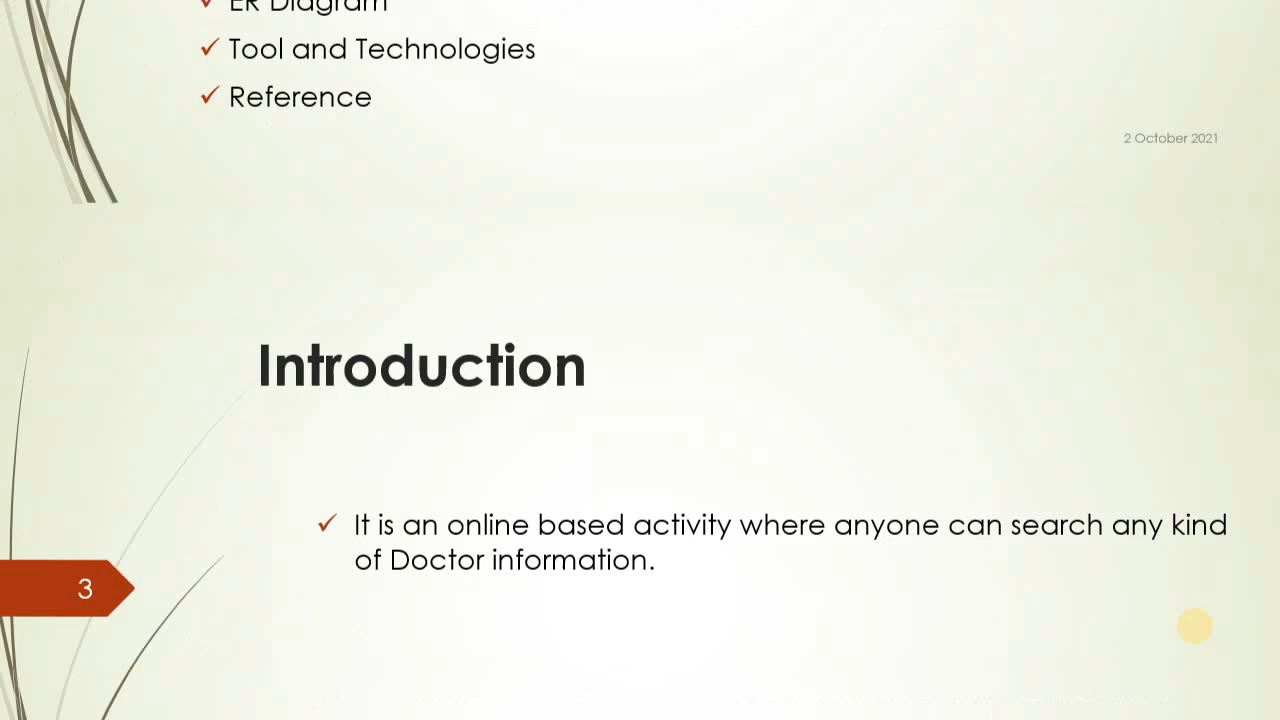 ER Diagram
Tool and Technologies
Reference
2 October 2021
Introduction
It is an online based activity where anyone can search any kind
of Doctor information.
3